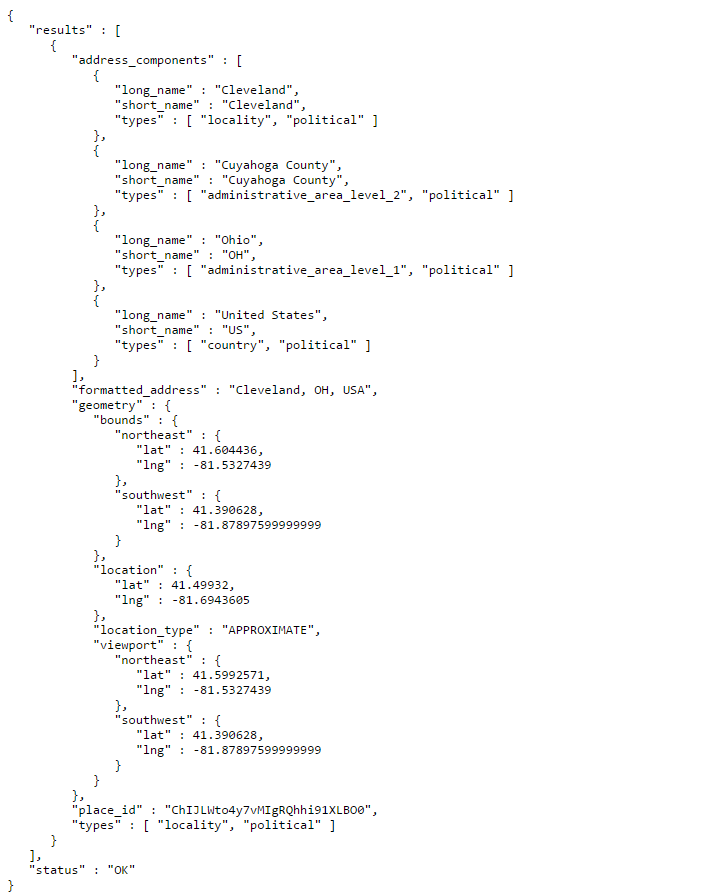 {
   "results" : [
      {
         "address_components" : [
            {
               "long_name" : "Cleveland",
               "short_name" : "Cleveland",
               "types" : [ "locality", "political" ]
            },
            {
               "long_name" : "Cuyahoga County",
               "short_name" : "Cuyahoga County",
               "types" : [ "administrative_area_level_2", "political" ]
            },
            {
               "long_name" : "Ohio",
               "short_name" : "OH",
               "types" : [ "administrative_area_level_1", "political" ]
            },
            {
               "long_name" : "United States",
               "short_name" : "US",
               "types" : [ "country", "political" ]
            }
         ],
         "formatted_address" : "Cleveland, OH, USA",
         "geometry" : {
            "bounds" : {
               "northeast" : {
                  "lat" : 41.604436,
                  "lng" : -81.5327439
               },
               "southwest" : {
                  "lat" : 41.390628,
                  "lng" : -81.87897599999999
               }
            },
            "location" : {
               "lat" : 41.49932,
               "lng" : -81.6943605
            },
            "location_type" : "APPROXIMATE",
            "viewport" : {
               "northeast" : {
                  "lat" : 41.5992571,
                  "lng" : -81.5327439
               },
               "southwest" : {
                  "lat" : 41.390628,
                  "lng" : -81.87897599999999
               }
            }
         },
         "place_id" : "ChIJLWto4y7vMIgRQhhi91XLBO0",
         "types" : [ "locality", "political" ]
      }
   ],
   "status" : "OK"
}